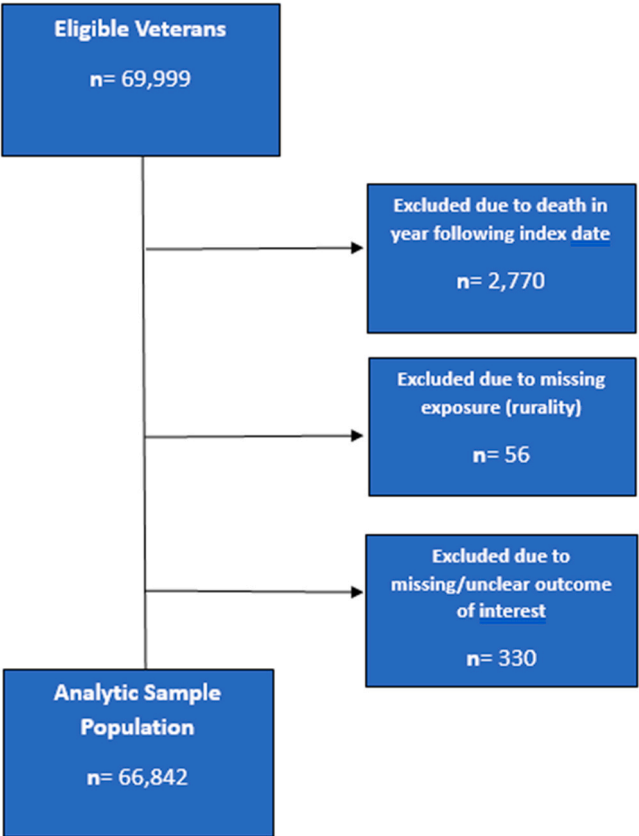 Eligible Veterans
n= 69,999
Excluded due to death in
year following index date
n= 2,770
Excluded due to missing
exposure (rurality)
n= 56
Excluded due to
missing/unclear outcome
of interest
n= 330
Analytic Sample
Population
n= 66,842